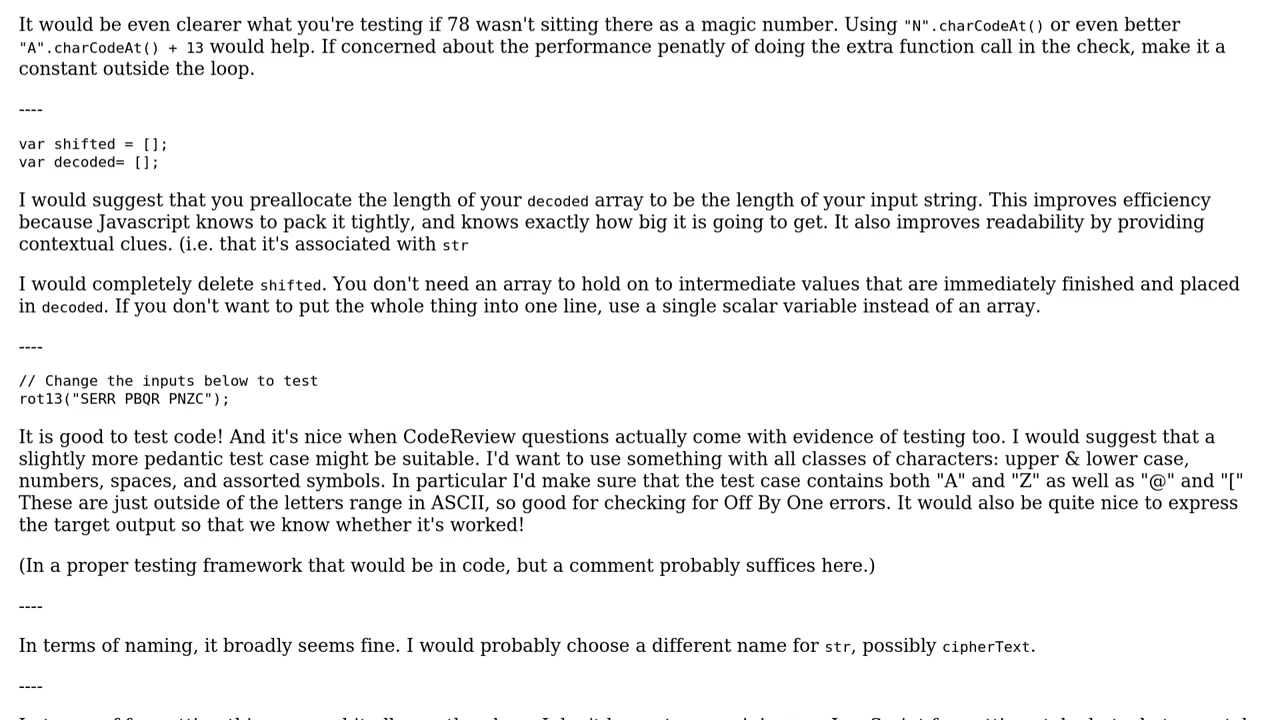 It would be even clearer what you're testing if 78 wasn't sitting there as a magic number. Using "N".charCodeAt() or even better
"A".charCodeAt() + 13 would help. If concerned about the performance penatly of doing the extra function call in the check, make it a
constant outside the loop.
----
var shifted = [];
var decoded= [];
I would suggest that you preallocate the length of your decoded array to be the length of your input string. This improves efficiency
because Javascript knows to pack it tightly, and knows exactly how big it is going to get. It also improves readability by providing
contextual clues. (i.e. that it's associated with str
I would completely delete shifted. You don't need an array to hold on to intermediate values that are immediately finished and placed
in decoded. If you don't want to put the whole thing into one line, use a single scalar variable instead of an array.
----
// Change the inputs below to test
rot13("SERR PBQR PNZC");
It is good to test code! And it's nice when CodeReview questions actually come with evidence of testing too. I would suggest that a
slightly more pedantic test case might be suitable. I'd want to use something with all classes of characters: upper & lower case,
numbers, spaces, and assorted symbols. In particular I'd make sure that the test case contains both "A" and "Z" as well as "@" and "["
These are just outside of the letters range in ASCII, so good for checking for Off By One errors. It would also be quite nice to express
the target output so that we know whether it's worked!
(In a proper testing framework that would be in code, but a comment probably suffices here.)
----
In terms of naming, it broadly seems fine. I would probably choose a different name for str, possibly cipherText.
----